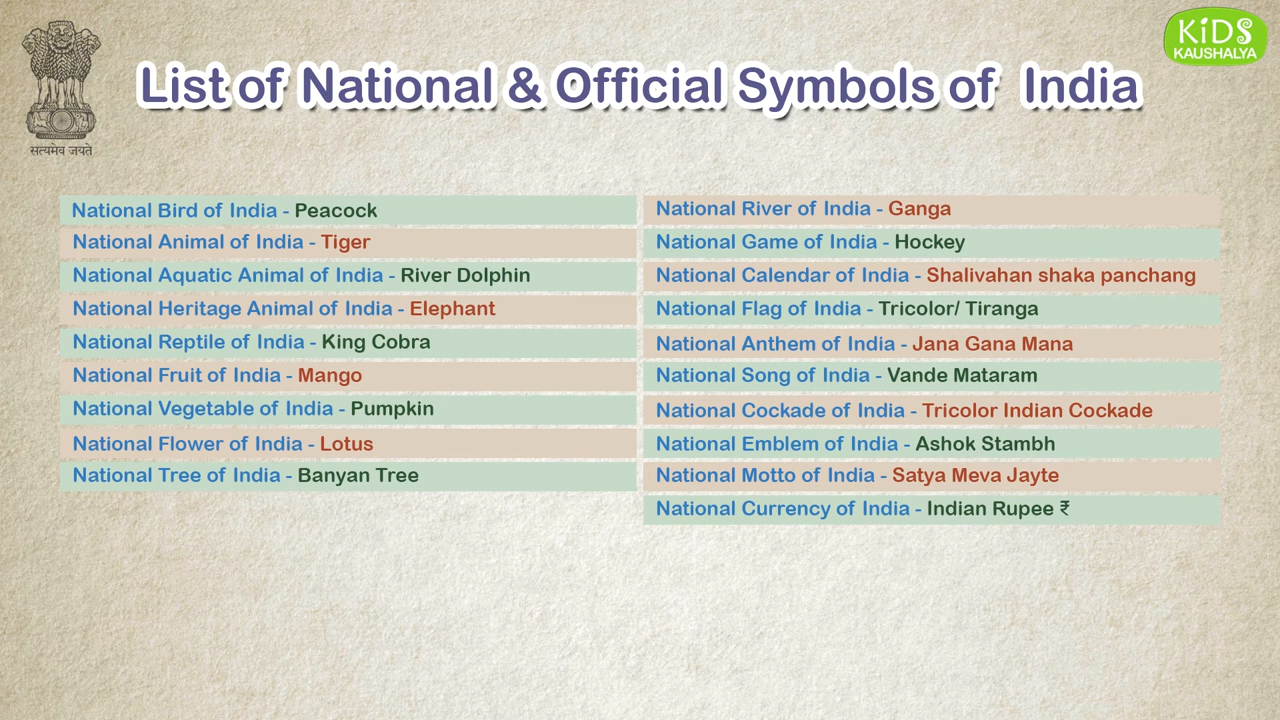 KiDS
KAUSHALYA
List of National & Official Symbols of India
सत्यमेव जयते
National Bird of India - Peacock
National Animal of India - Tiger
National Aquatic Animal of India - River Dolphin
National Heritage Animal of India - Elephant
National Reptile of India - King Cobra
National Fruit of India - Mango
National Vegetable of India - Pumpkin
National Flower of India - Lotus
National Tree of India - Banyan Tree
National River of India - Ganga
National Game of India - Hockey
National Calendar of India - Shalivahan shaka panchang
National Flag of India - Tricolor/ Tiranga
National Anthem of India - Jana Gana Mana
National Song of India - Vande Mataram
National Cockade of India - Tricolor Indian Cockade
National Emblem of India - Ashok Stambh
National Motto of India - Satya Meva Jayte
National Currency of India - Indian Rupee ₹